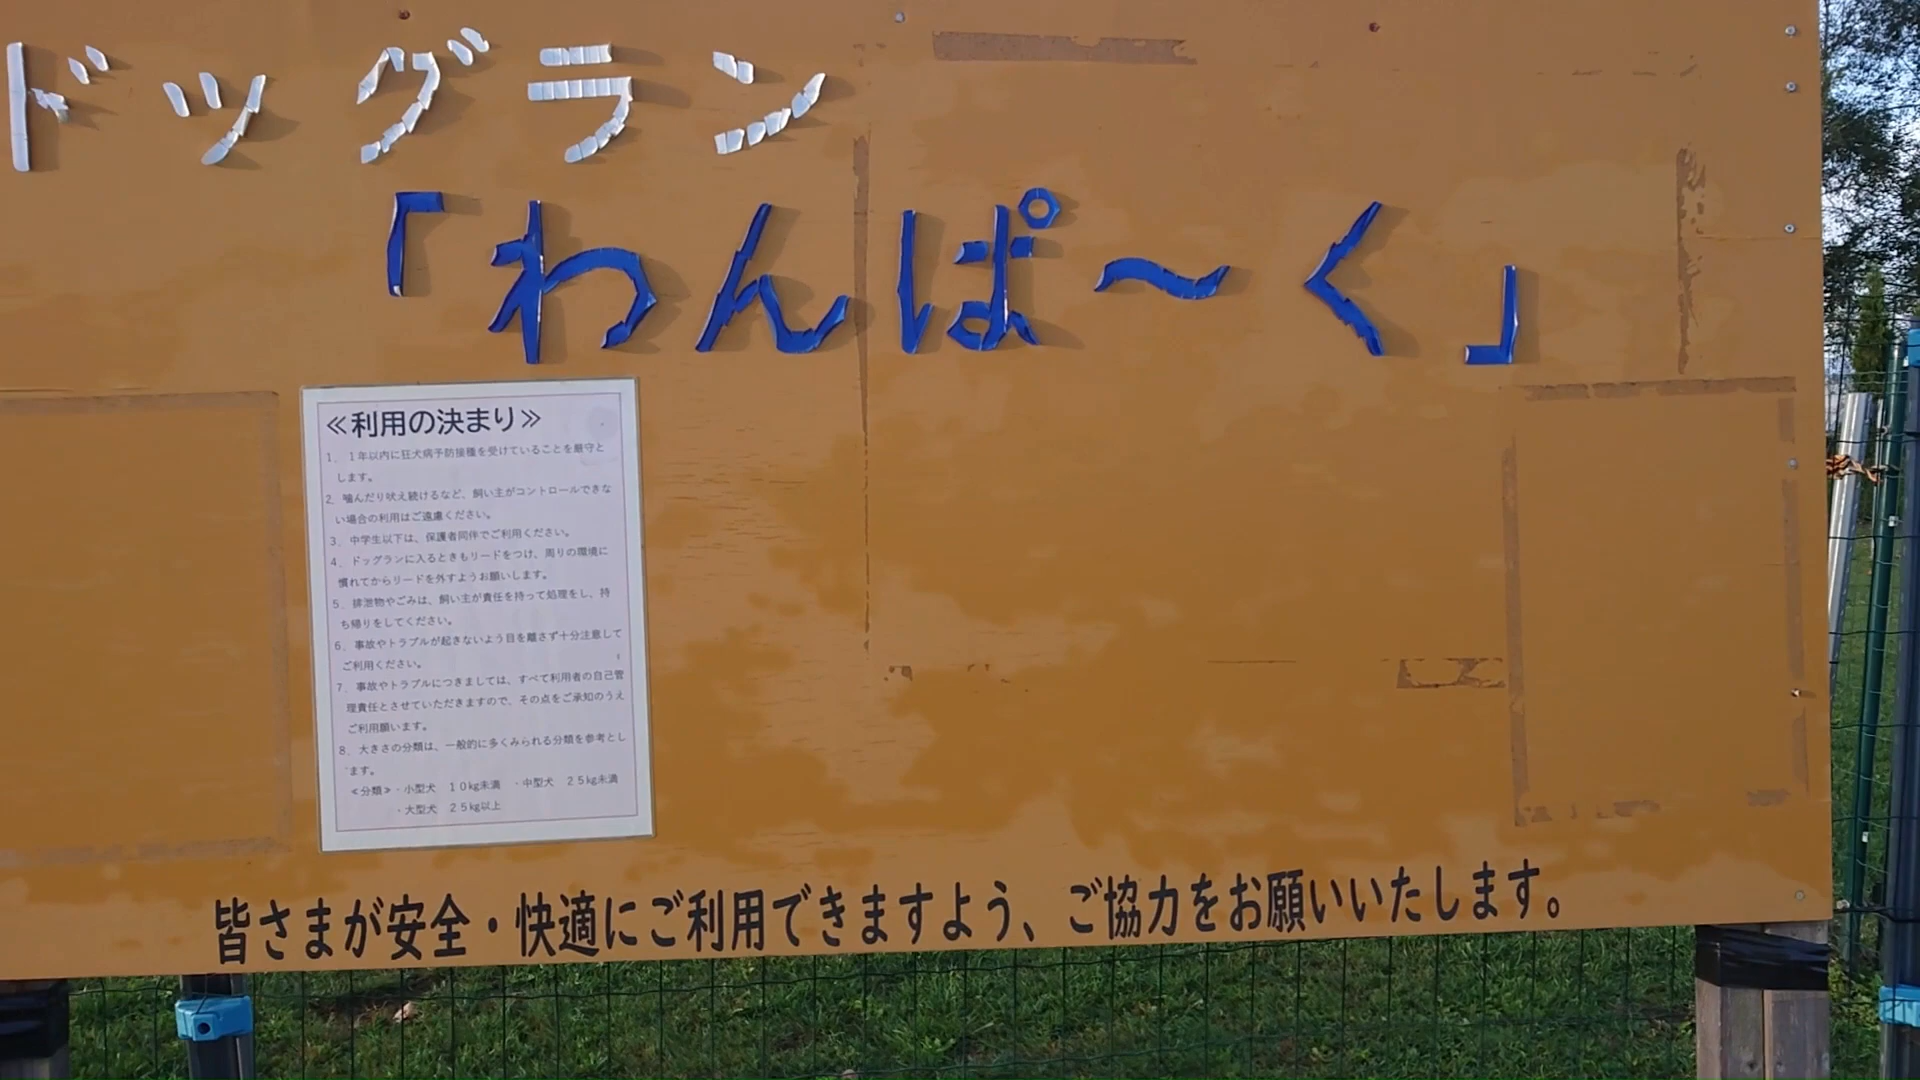 ドッグラン
「わんぱ～く」
≪利用の決まり≫
1．1年以内に狂犬病予防接種を受けていることを厳守と
します。
2．噛んだり吠え続けるなど、飼い主がコントロールできな
い場合の利用はご遠慮ください。
3．中学生以下は、保護者同伴でご利用ください。
4．ドッグランに入るときもリードをつけ、周りの環境に
慣れてからリードを外すようお願いします。
5．排泄物やごみは、飼い主が責任を持って処理をし、持
ち帰りをしてください。
6．事故やトラブルが起きないよう目を離さず十分注意して
ご利用ください。
7．事故やトラブルにつきましては、すべて利用者の自己管
理責任とさせていただきますので、その点をご承知のうえ
ご利用願います。
8．大きさの分類は、一般的に多くみられる分類を参考とし
ます。
≪分類≫・小型犬　10㎏未満　・中型犬　25㎏未満
・大型犬　25㎏以上
皆さまが安全・快適にご利用できますよう、ご協力をお願いいたします。